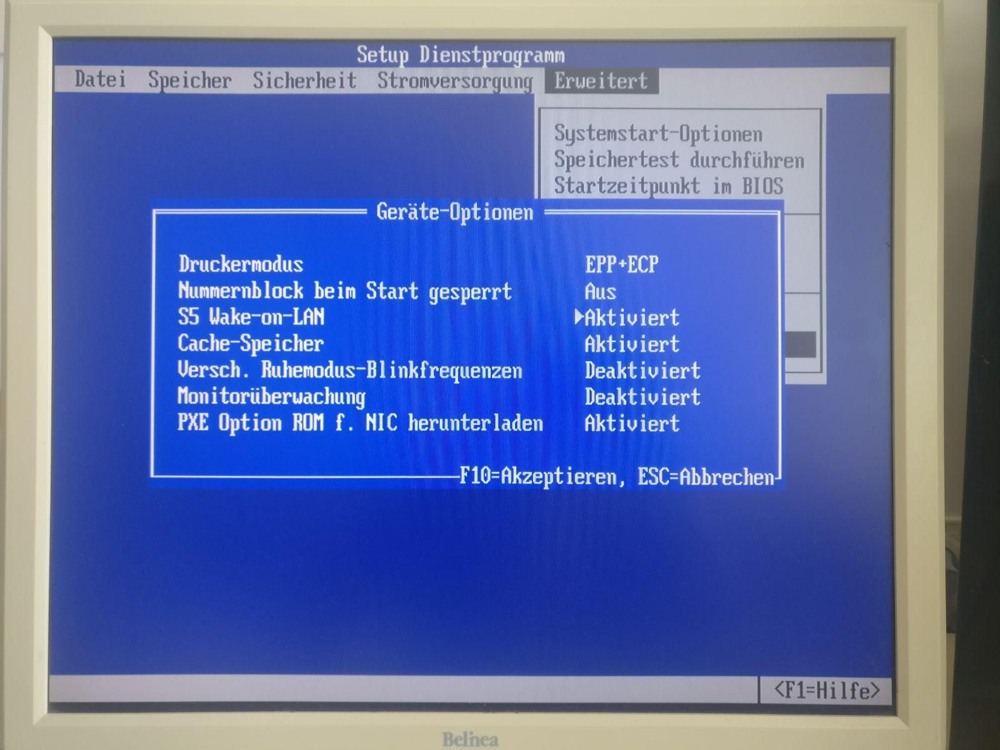 Setup Dienstprogramm
Datei Speicher Sicherheit Stromversorgung Erweitert
Systemstart-Optionen
Speichertest durchführen
Startzeitpunkt im BIOS
Geräte-Optionen
Druckermodus EPP+ECP
Nummernblock beim Start gesperrt Aus
S5 Wake-on-LAN ▶Aktiviert
Cache-Speicher Aktiviert
Versch. Ruhemodus-Blinkfrequenzen Deaktiviert
Monitorüberwachung Deaktiviert
PXE Option ROM f. NIC herunterladen Aktiviert
F10=Akzeptieren, ESC=Abbrechen
<F1=Hilfe>
Belinea